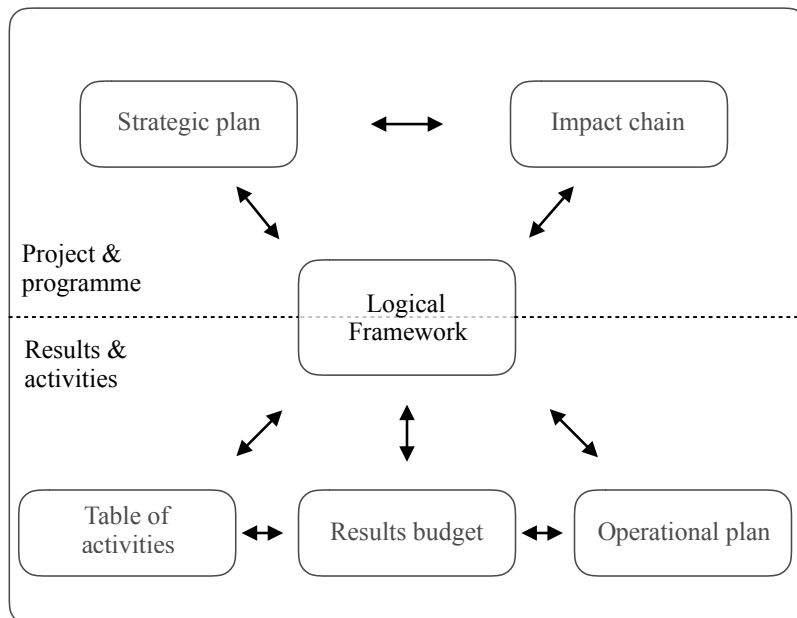 Strategic plan
Impact chain
Project &
programme
Logical
Framework
Results &
activities
Table of
activities
Results budget
Operational plan